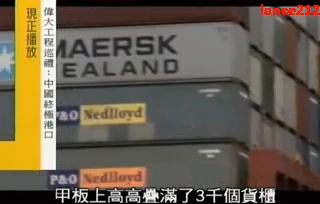 lance212
現正播放
偉大工程巡禮：中國終極港口
MAERSK
SEALAND
P&O Nedlloyd
P&O Nedlloyd
甲板上高高疊滿了3千個貨櫃